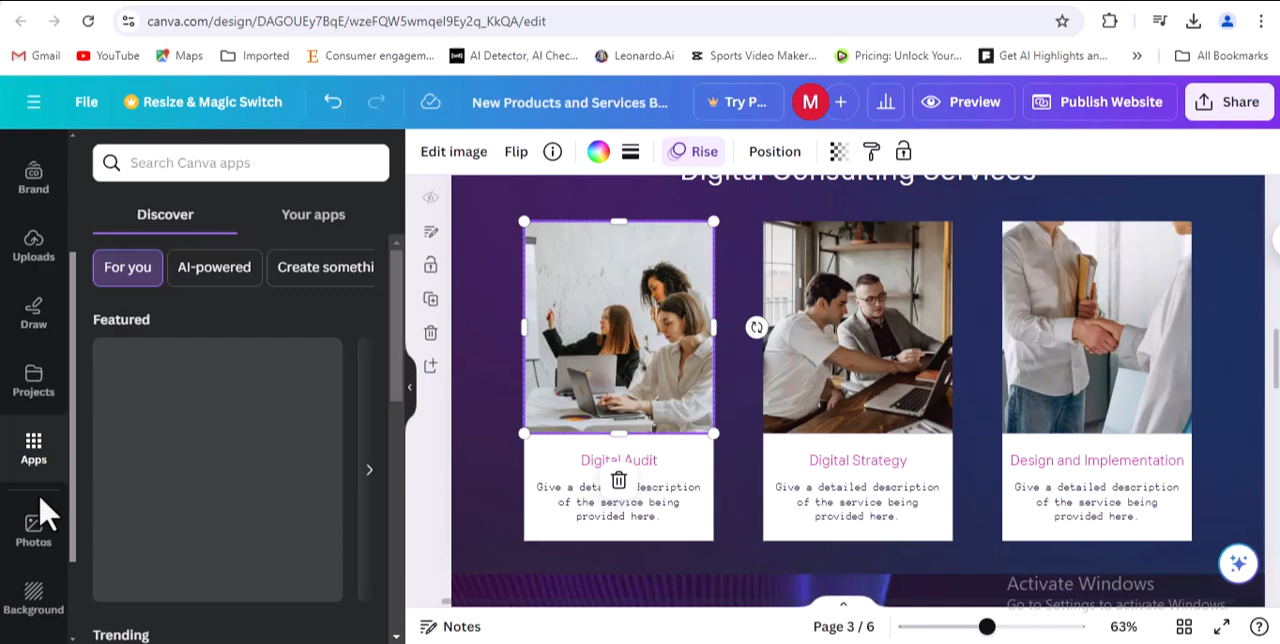 canva.com/design/DAGOUEy7BqE/wzeFQW5wmqel9Ey2q_KkQA/edit
Gmail YouTube Maps Imported Consumer engagem... AI Detector, AI Chec... Leonardo.Ai Sports Video Maker... Pricing: Unlock Your... Get AI Highlights an... All Bookmarks
File Resize & Magic Switch New Products and Services B... Try P... M Preview Publish Website Share
Brand
Uploads
Draw
Projects
Apps
Photos
Background
Search Canva apps
Discover Your apps
For you AI-powered Create somethi
Featured
Trending
Edit image Flip Rise Position
Digital Consulting Services
Digital Audit
Give a detailed description
of the service being
provided here.
Digital Strategy
Give a detailed description
of the service being
provided here.
Design and Implementation
Give a detailed description
of the service being
provided here.
Activate Windows
Go to Settings to activate Windows.
Notes Page 3 / 6 63%